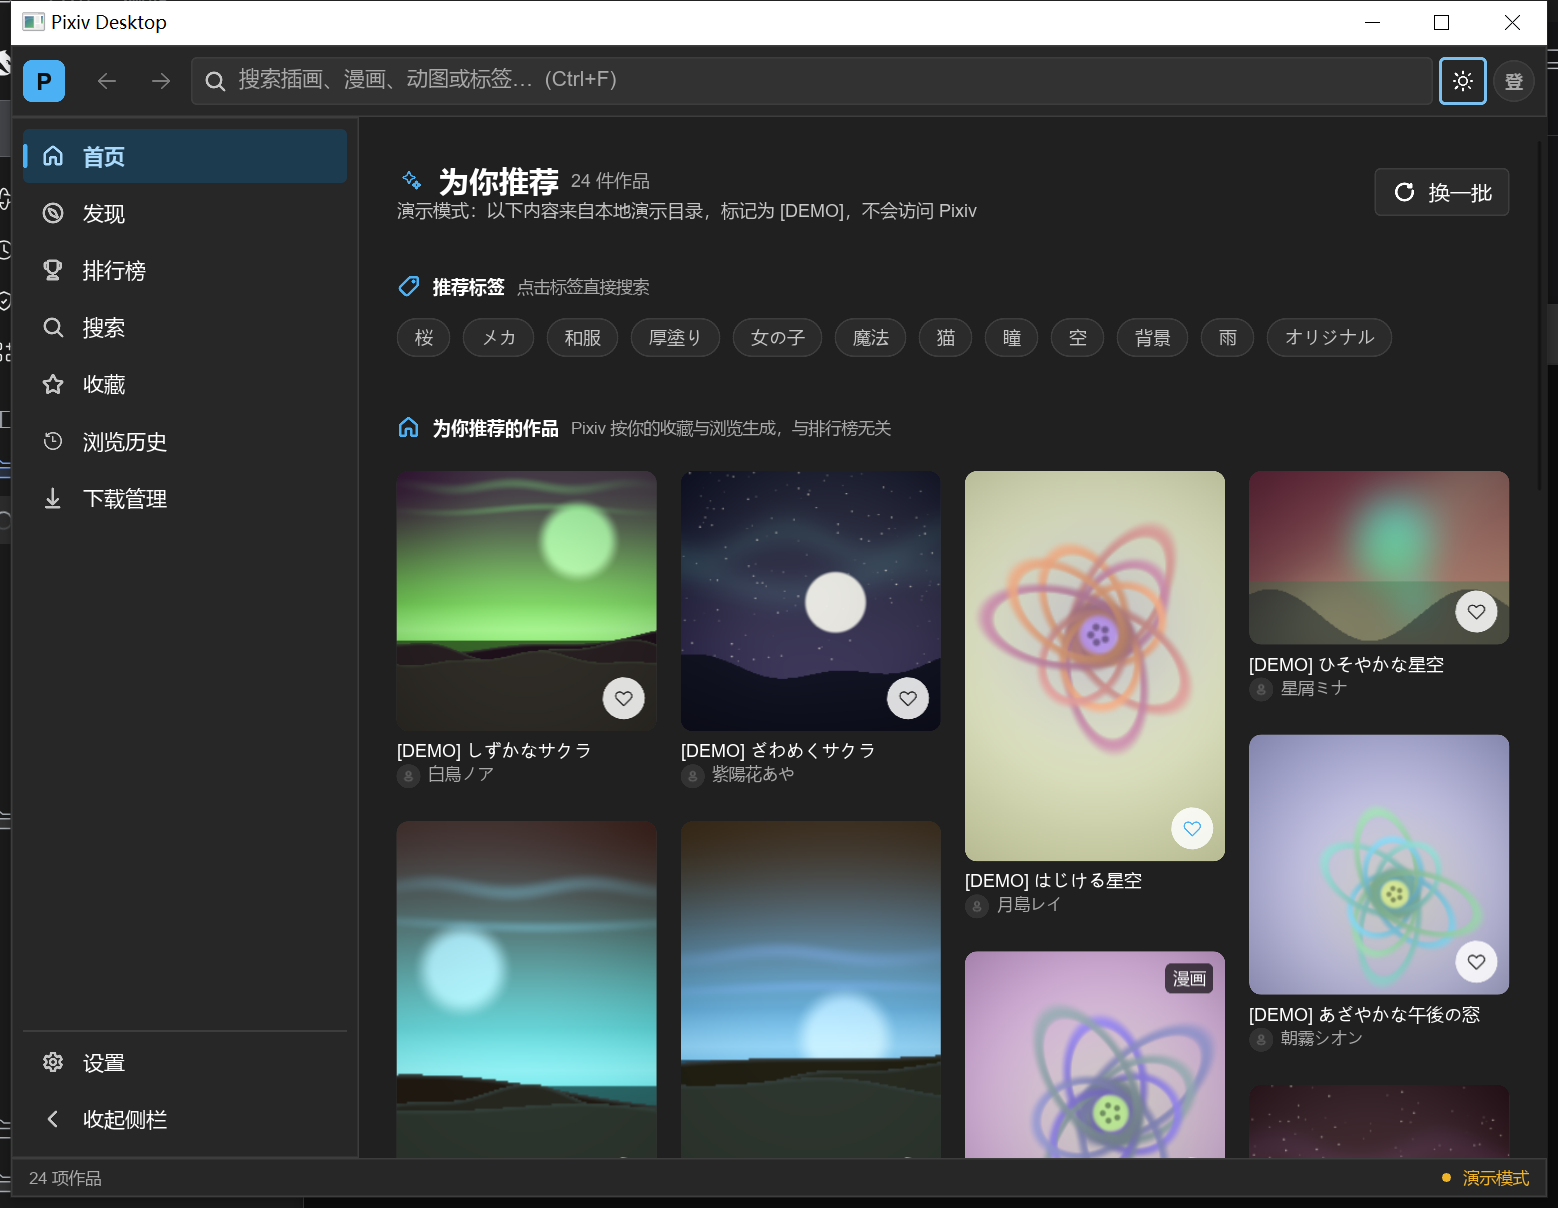 Pixiv Desktop
P
搜索插画、漫画、动图或标签… (Ctrl+F)
登
首页
发现
排行榜
搜索
收藏
浏览历史
下载管理
设置
收起侧栏
为你推荐 24 件作品
演示模式：以下内容来自本地演示目录，标记为 [DEMO]，不会访问 Pixiv
换一批
推荐标签 点击标签直接搜索
桜 メカ 和服 厚塗り 女の子 魔法 猫 瞳 空 背景 雨 オリジナル
为你推荐的作品 Pixiv 按你的收藏与浏览生成，与排行榜无关
[DEMO] しずかなサクラ
白鳥ノア
[DEMO] ざわめくサクラ
紫陽花あや
[DEMO] はじける星空
月島レイ
[DEMO] ひそやかな星空
星屑ミナ
[DEMO] あざやかな午後の窓
朝霧シオン
漫画
24 项作品
演示模式